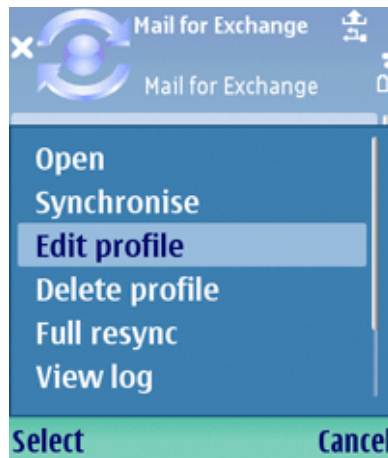 Mail for Exchange
Mail for Exchange
Open
Synchronise
Edit profile
Delete profile
Full resync
View log
Select
Cancel